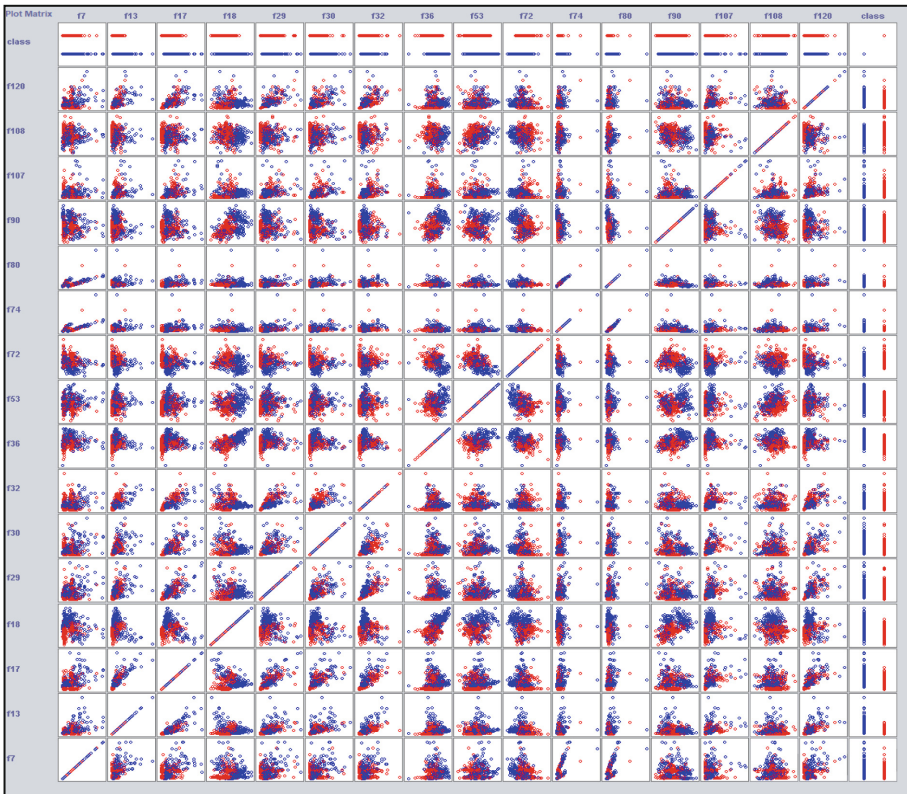 Plot Matrix f7 f13 f17 f18 f29 f30 f32 f36 f53 f72 f74 f80 f90 f107 f108 f120 class
class
f120
f108
f107
f90
f80
f74
f72
f53
f36
f32
f30
f29
f18
f17
f13
f7